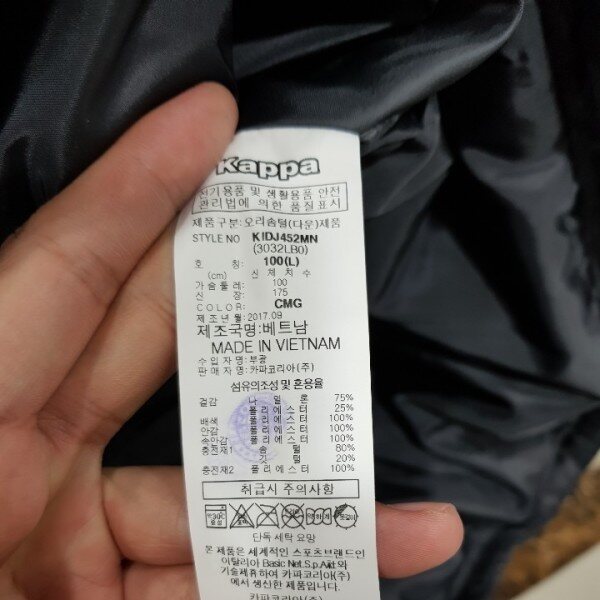 Kappa
전기용품 및 생활용품 안전
관리법에 의한 품질표시
제품구분:오리솜털(다운)제품
STYLE NO KIDJ452MN
(3032LB0)
호 칭: 100(L)
(cm) 신 체 치 수
가슴둘레: 100
신 장: 175
COLOR: CMG
제조년월:2017.09
제조국명:베트남
MADE IN VIETNAM
수입자명:부광
판매자명:카파코리아(주)
섬유의조성 및 혼용율
겉감 나 일 론 75%
폴리에스터 25%
배색 폴리에스터 100%
안감 폴리에스터 100%
속안감 폴리에스터 100%
충전재1 솜 털 80%
깃 털 20%
충전재2 폴리에스터 100%
취급시 주의사항
단독 세탁 요망
본 제품은 세계적인 스포츠브랜드인
이탈리아 Basic Net.S.p.A와
기술제휴하여 카파코리아(주)
에서 생산한 제품입니다.
카파코리아(주)